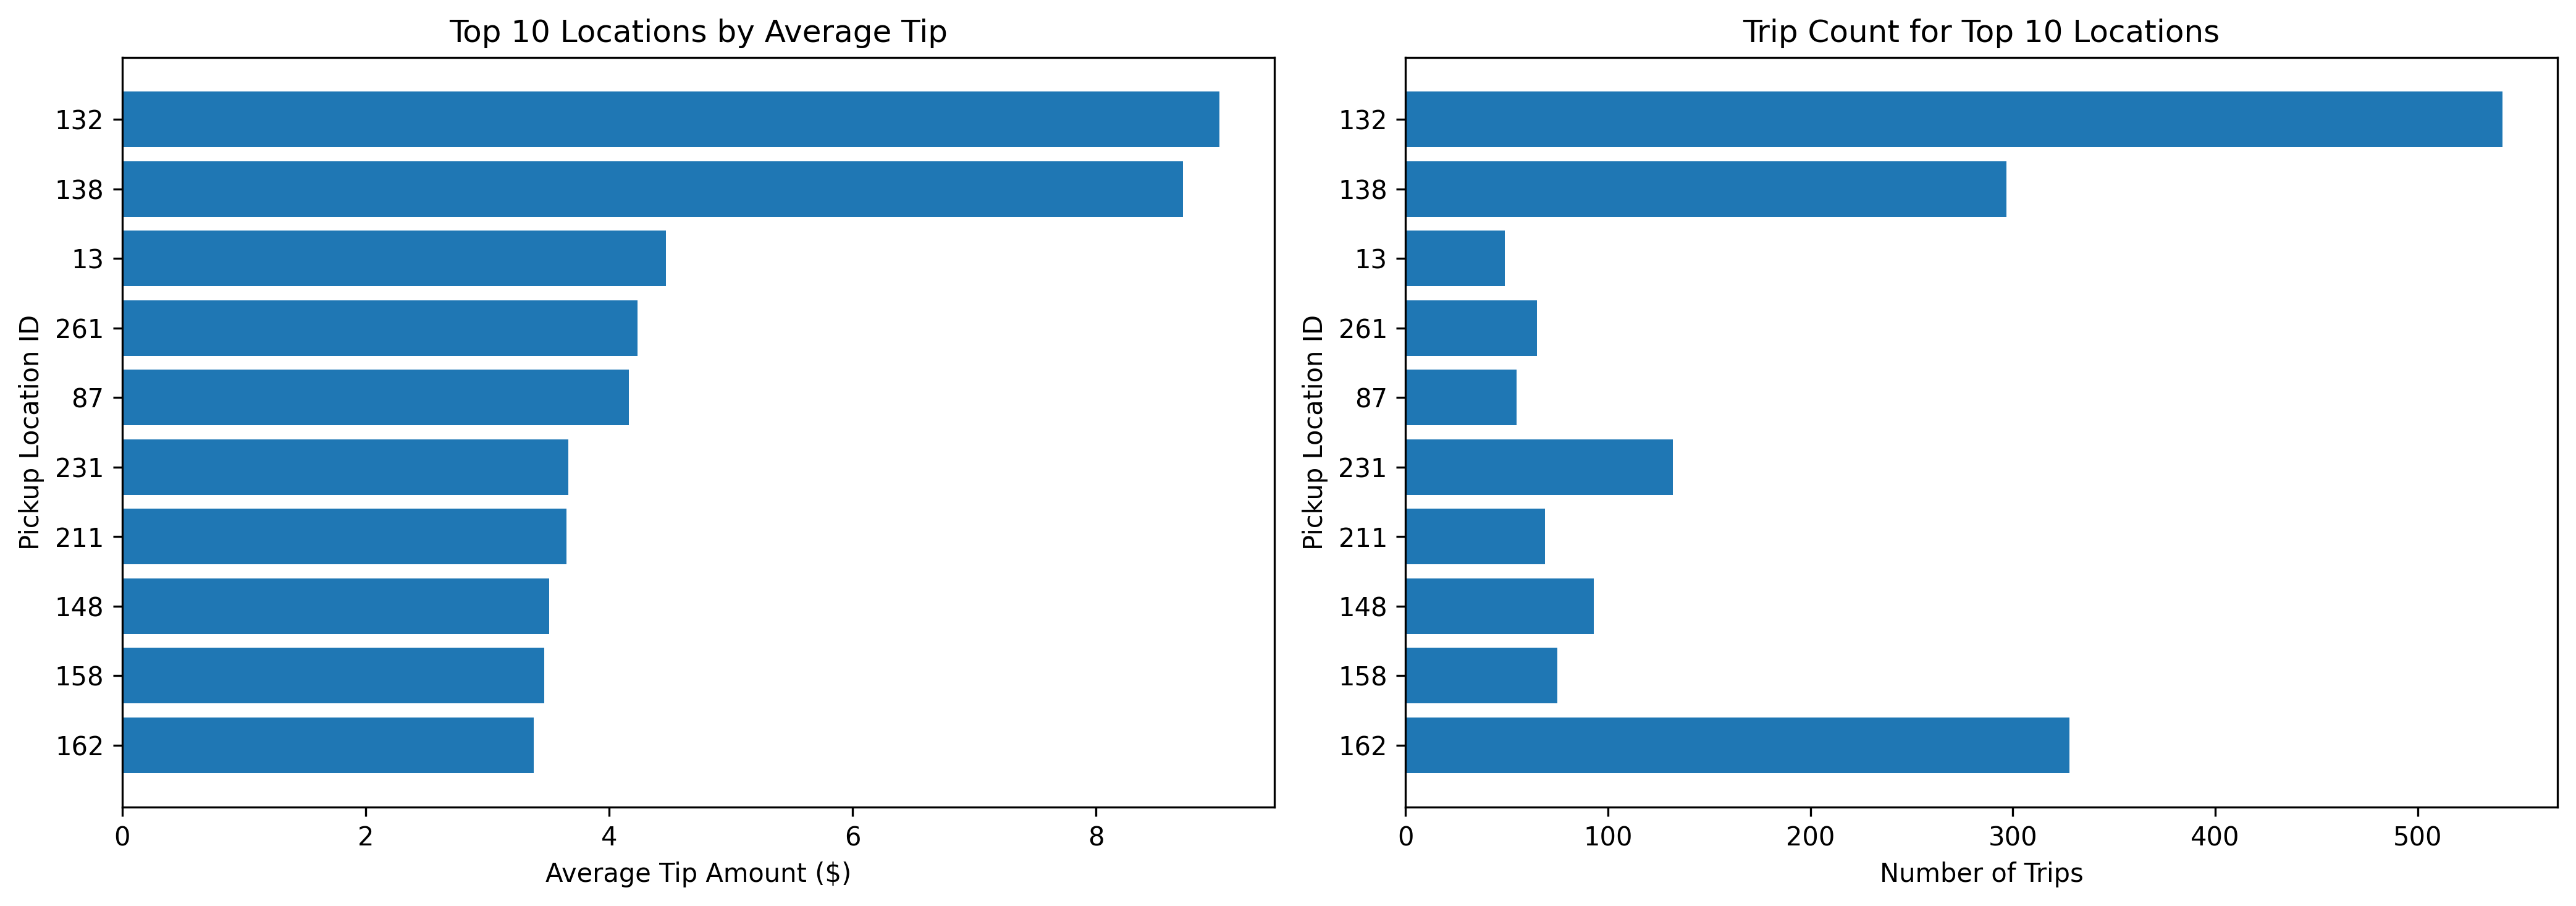 Top 10 Locations by Average Tip
Pickup Location ID
132
138
13
261
87
231
211
148
158
162
0 2 4 6 8
Average Tip Amount ($)
Trip Count for Top 10 Locations
Pickup Location ID
132
138
13
261
87
231
211
148
158
162
0 100 200 300 400 500
Number of Trips